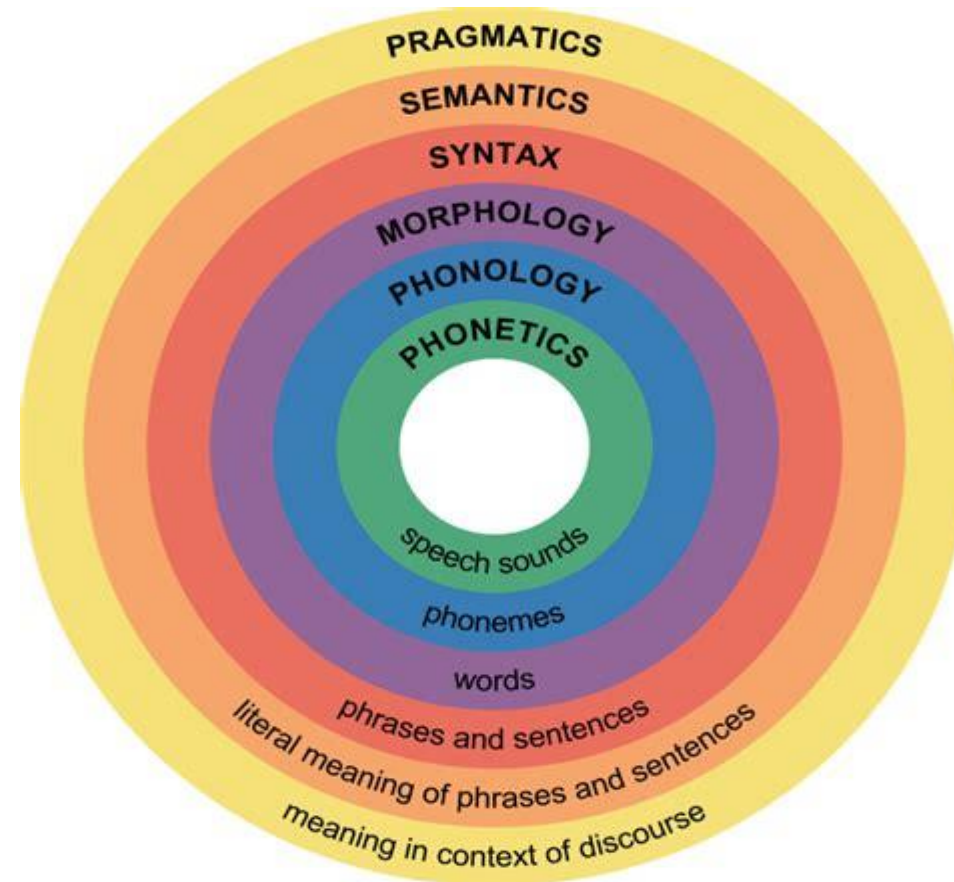 PRAGMATICS
SEMANTICS
SYNTAX
MORPHOLOGY
PHONOLOGY
PHONETICS
speech sounds
phonemes
words
phrases and sentences
literal meaning of phrases and sentences
meaning in context of discourse